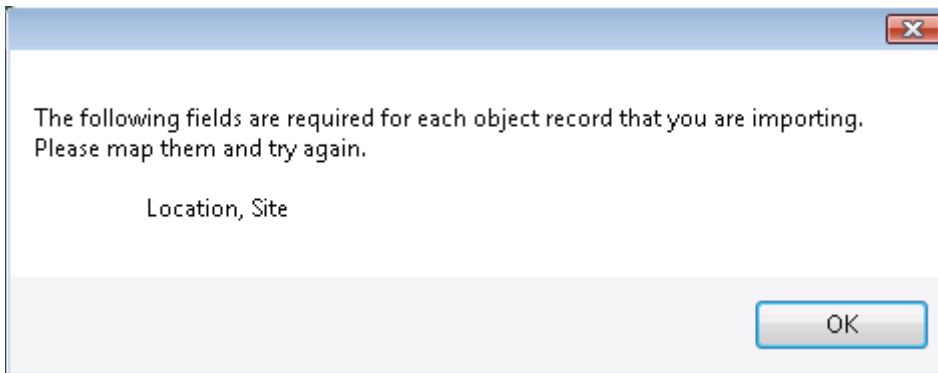 The following fields are required for each object record that you are importing.
Please map them and try again.
Location, Site
OK